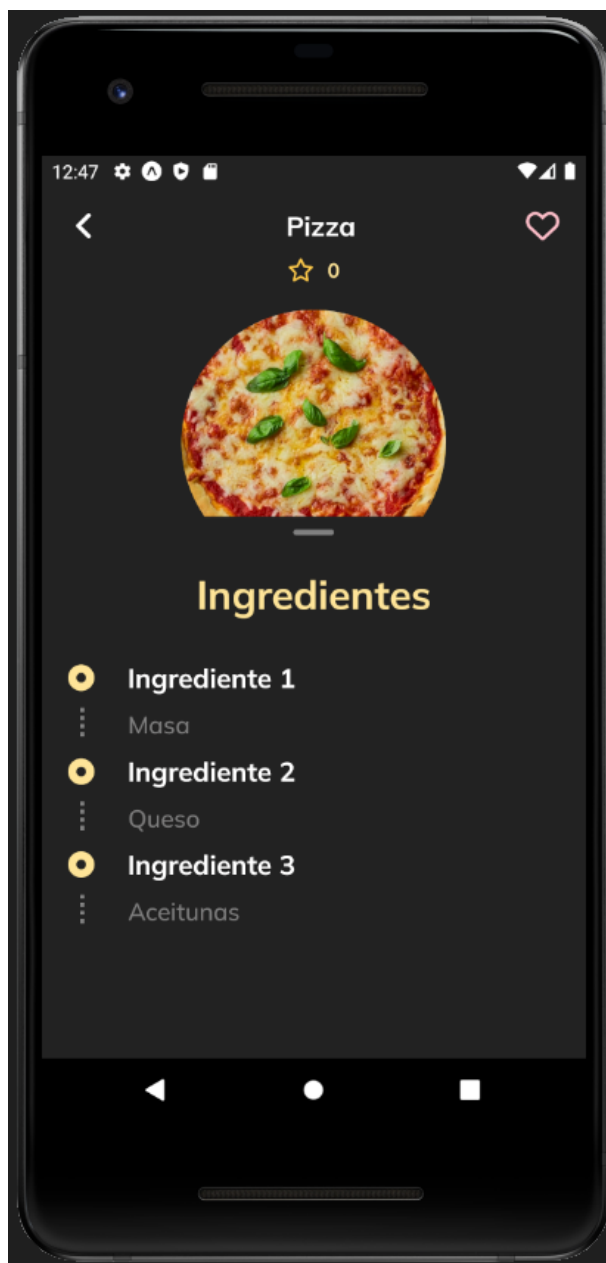 12:47
Pizza
0
Ingredientes
Ingrediente 1
Masa
Ingrediente 2
Queso
Ingrediente 3
Aceitunas